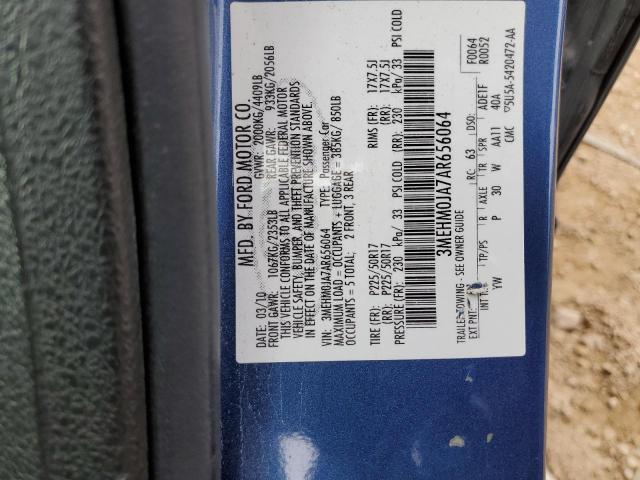 MFD. BY FORD MOTOR CO.
DATE: 03/10 GVWR: 2000KG/4409LB
FRONT GAWR: 1067KG/2353LB REAR GAWR: 933KG/2056LB
THIS VEHICLE CONFORMS TO ALL APPLICABLE FEDERAL MOTOR
VEHICLE SAFETY, BUMPER, AND THEFT PREVENTION STANDARDS
IN EFFECT ON THE DATE OF MANUFACTURE SHOWN ABOVE.
VIN: 3MEHM0JA7AR656064 TYPE: Passenger Car
MAXIMUM LOAD = OCCUPANTS + LUGGAGE = 385KG/ 850LB
OCCUPANTS = 5 TOTAL: 2 FRONT, 3 REAR
TIRE (FR): P225/50R17 RIMS (FR): 17X7.5J
(RR): P225/50R17 (RR): 17X7.5J
PRESSURE (FR): 230 kPa/ 33 PSI COLD (RR): 230 kPa/ 33 PSI COLD
3MEHM0JA7AR656064
TRAILER TOWING - SEE OWNER GUIDE
F0064
EXT PNT: RC: 63 DSO: R0052
INT TR TP/PS R AXLE TR SPR ADETF
YW P 30 W AA11 40A
CMC 5U5A-5420472-AA